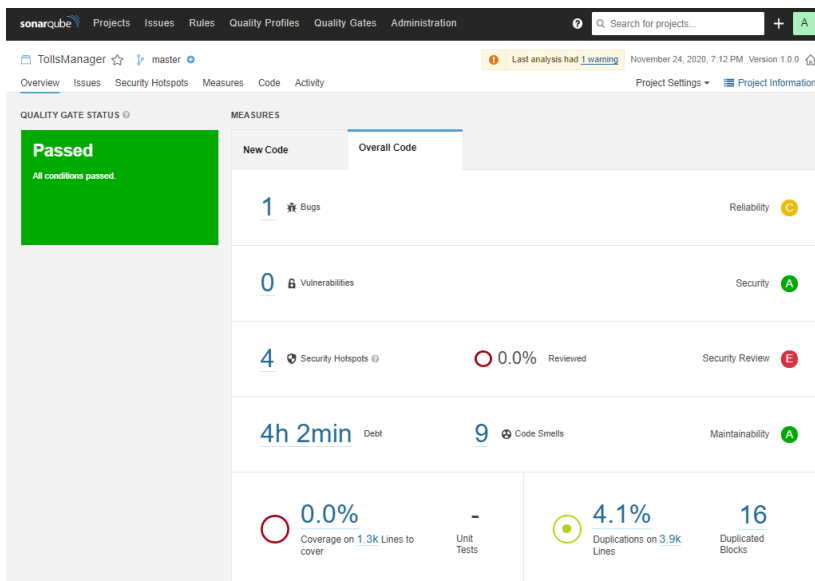 sonarqube Projects Issues Rules Quality Profiles Quality Gates Administration ? Search for projects... + A
TollsManager master Last analysis had 1 warning November 24, 2020, 7:12 PM Version 1.0.0
Overview Issues Security Hotspots Measures Code Activity Project Settings Project Information
QUALITY GATE STATUS ? MEASURES
Passed
All conditions passed.
New Code Overall Code
1 Bugs Reliability C
0 Vulnerabilities Security A
4 Security Hotspots ? 0.0% Reviewed Security Review E
4h 2min Debt 9 Code Smells Maintainability A
0.0% - 4.1% 16
Coverage on 1.3k Lines to cover Unit Tests Duplications on 3.9k Lines Duplicated Blocks